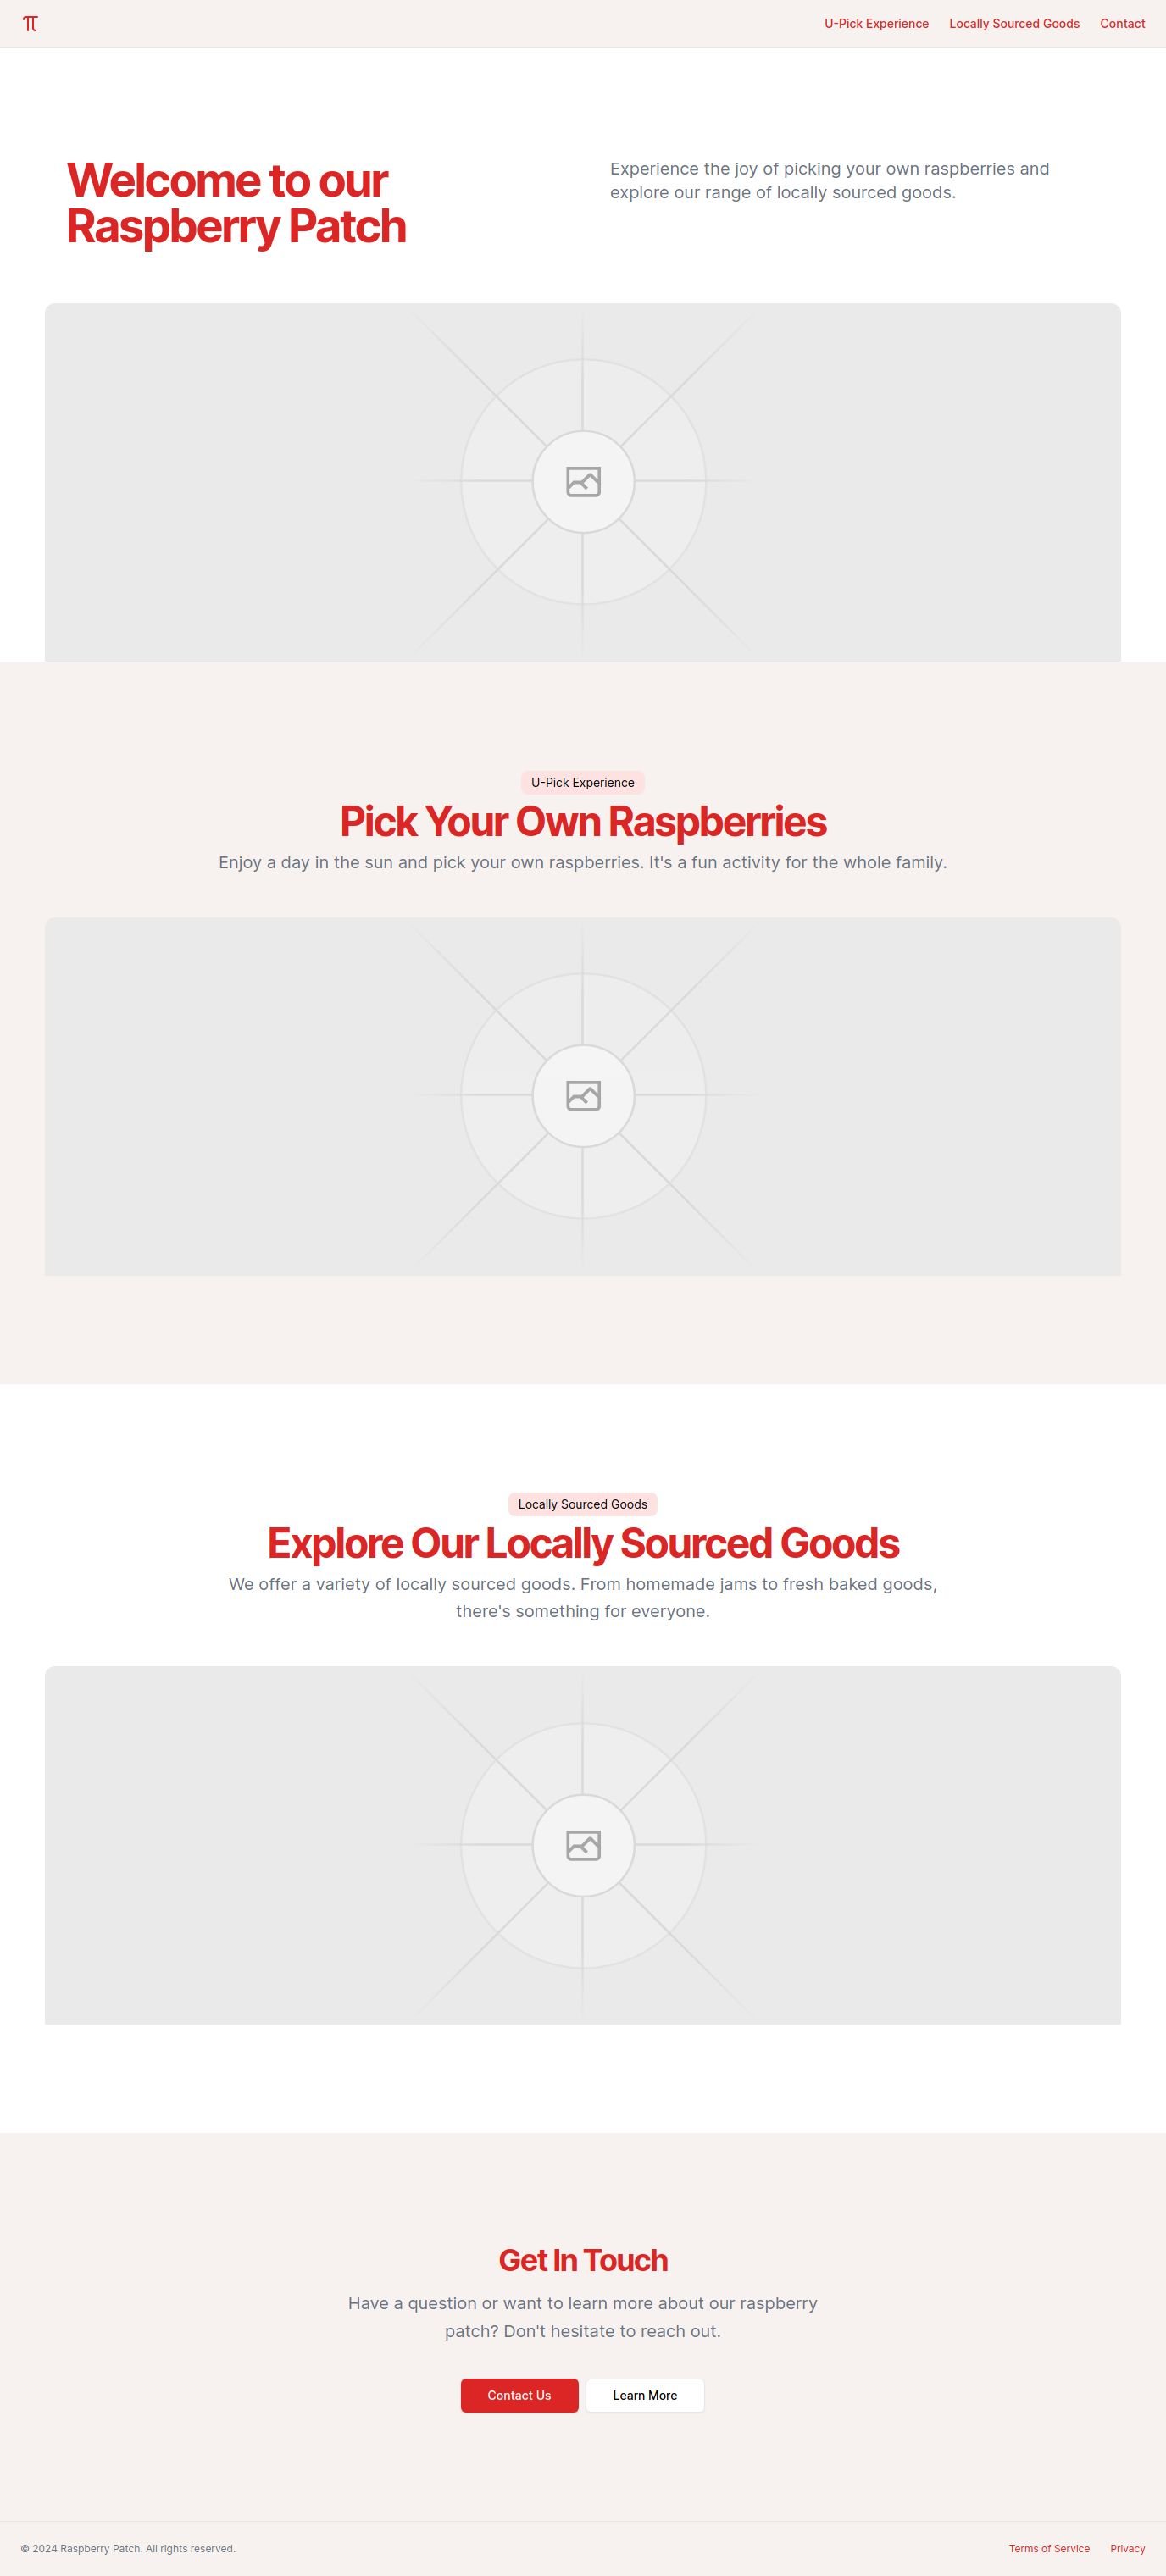 U-Pick Experience
Locally Sourced Goods
Contact
Welcome to our
Raspberry Patch
Experience the joy of picking your own raspberries and
explore our range of locally sourced goods.
U-Pick Experience
Pick Your Own Raspberries
Enjoy a day in the sun and pick your own raspberries. It's a fun activity for the whole family.
Locally Sourced Goods
Explore Our Locally Sourced Goods
We offer a variety of locally sourced goods. From homemade jams to fresh baked goods,
there's something for everyone.
Get In Touch
Have a question or want to learn more about our raspberry
patch? Don't hesitate to reach out.
Contact Us
Learn More
© 2024 Raspberry Patch. All rights reserved.
Terms of Service
Privacy